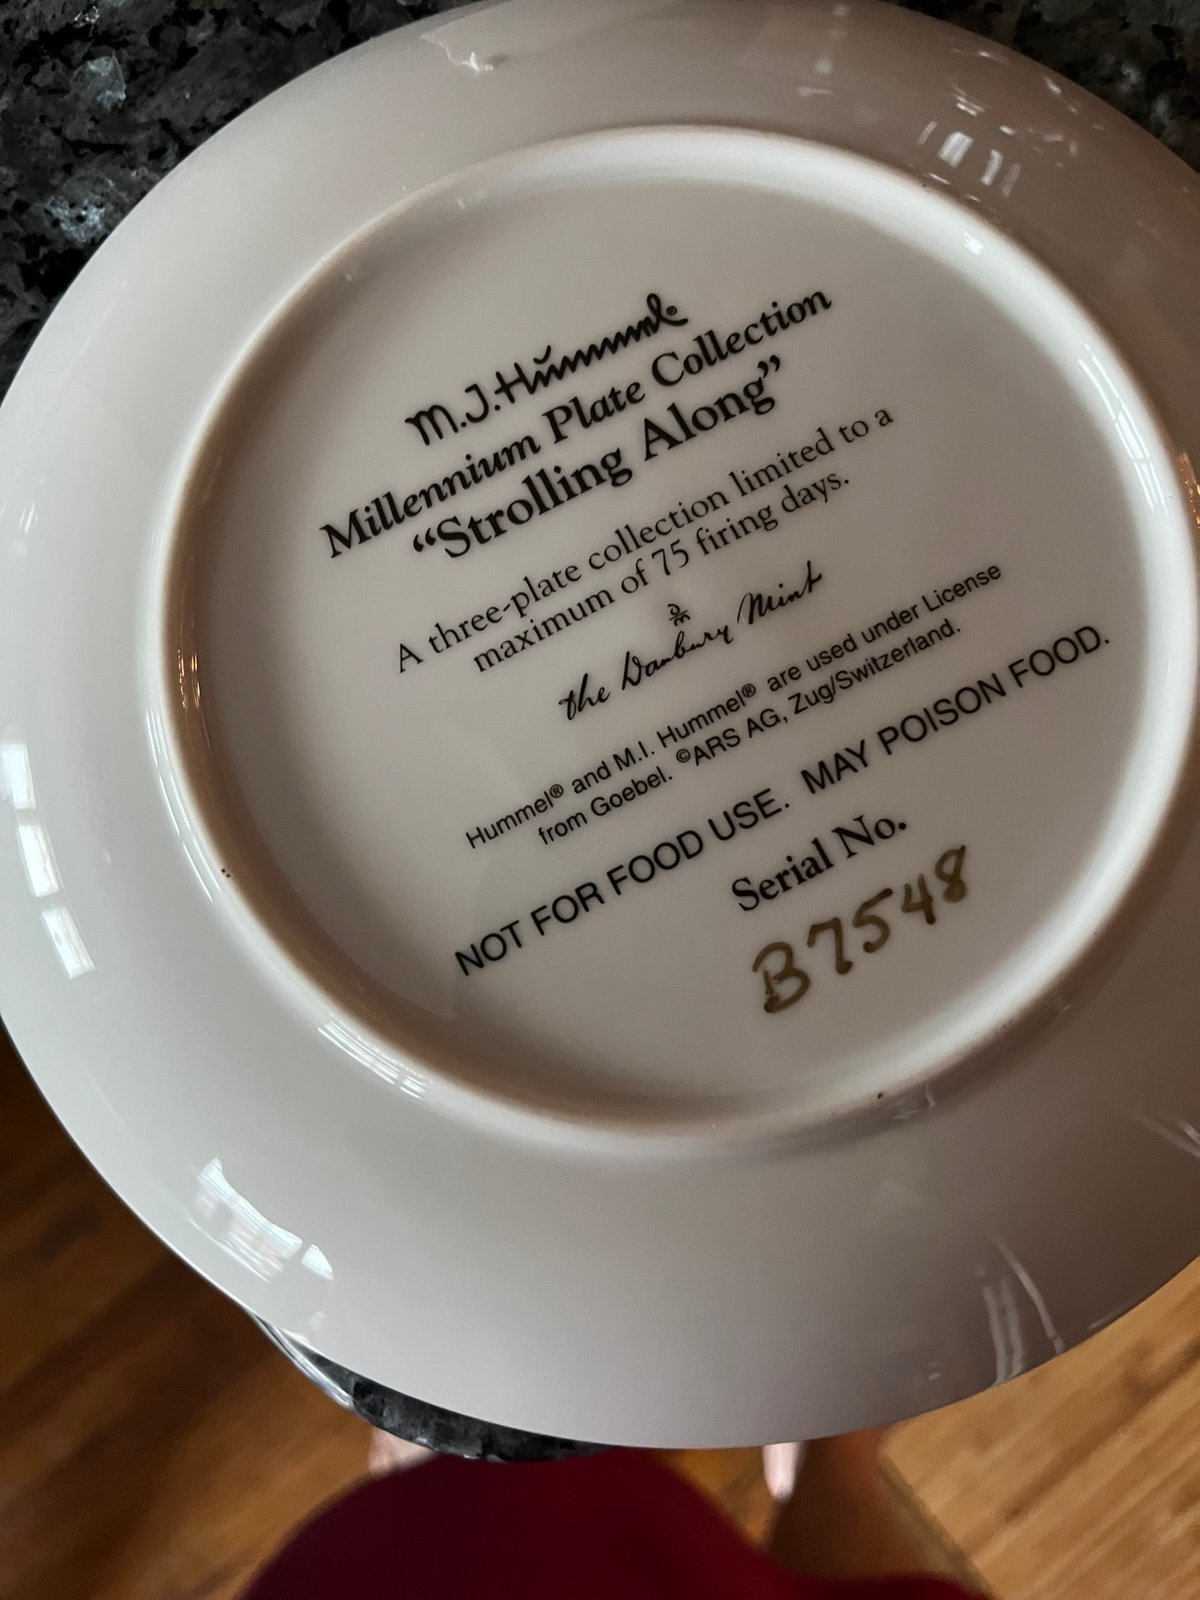 M.J. Hummel®
Millennium Plate Collection
“Strolling Along”
A three-plate collection limited to a
maximum of 75 firing days.
DM
the Danbury Mint
Hummel® and M.I. Hummel® are used under License
from Goebel. ©ARS AG, Zug/Switzerland.
NOT FOR FOOD USE. MAY POISON FOOD.
Serial No.
B7548